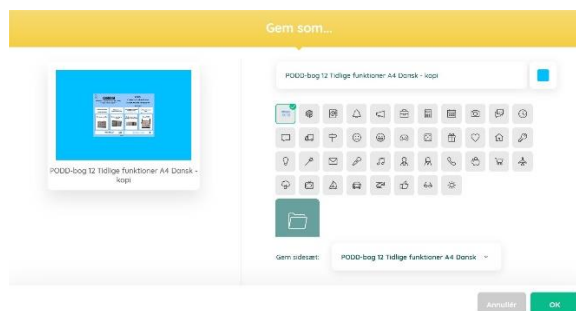 Gem som...
PODD-bog 12 Tidlige funktioner A4 Dansk - kopi
PODD-bog 12 Tidlige funktioner A4 Dansk -
kopi
Gem sidesæt:
PODD-bog 12 Tidlige funktioner A4 Dansk
Annullér
OK